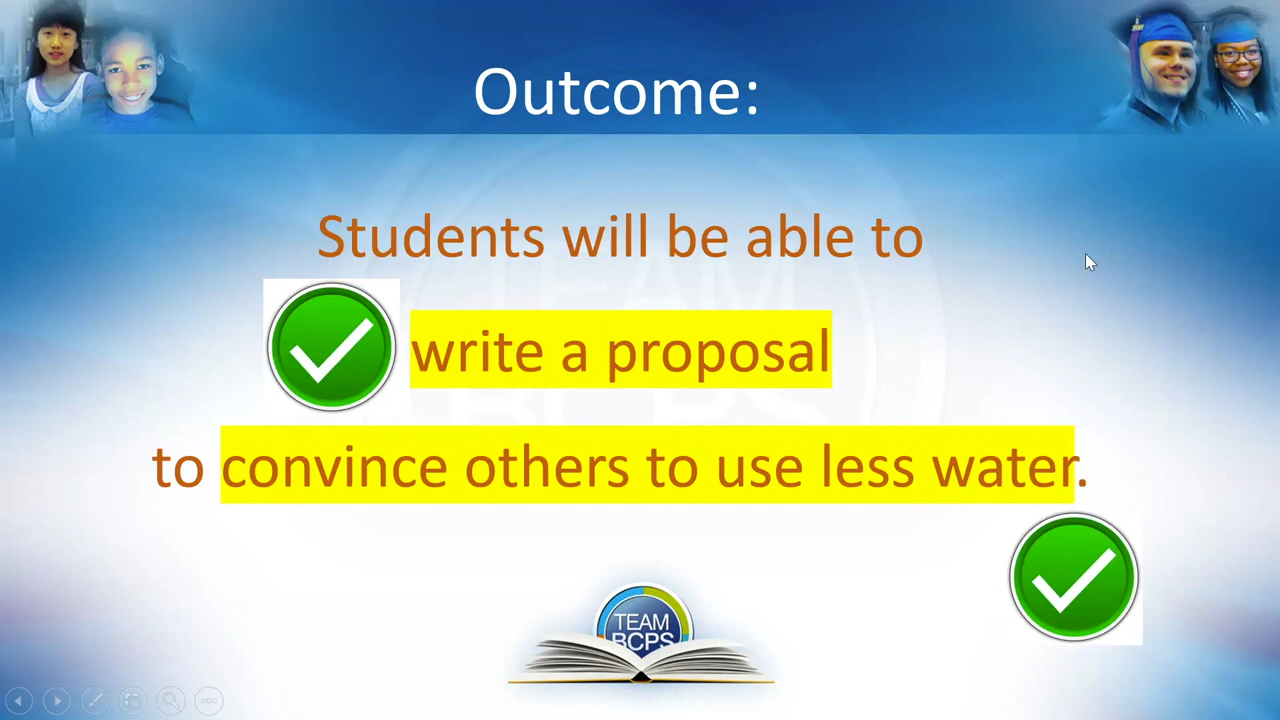 Outcome:
Students will be able to
write a proposal
to convince others to use less water.
TEAM
BCPS